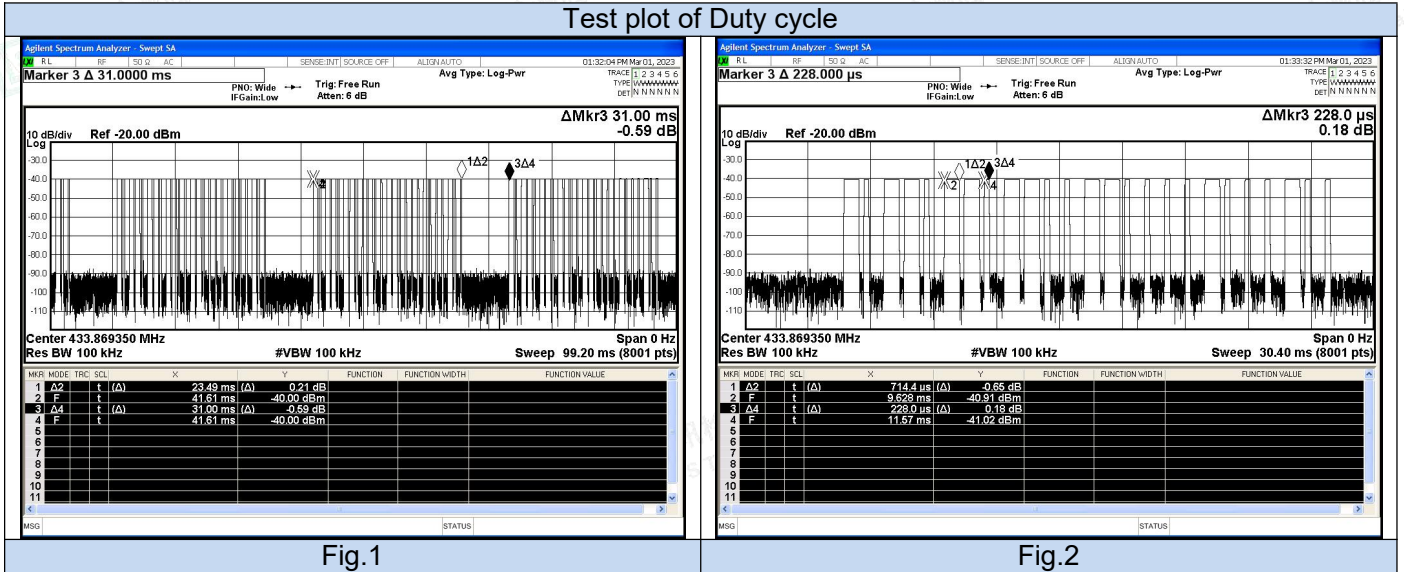 Test plot of Duty cycle
Agilent Spectrum Analyzer - Swept SA
LXI RL RF 50 Ω AC SENSE:INT SOURCE OFF ALIGN AUTO 01:32:04 PM Mar 01, 2023
Marker 3 Δ 31.0000 ms
PNO: Wide
IFGain:Low
Trig: Free Run
Atten: 6 dB
Avg Type: Log-Pwr
TRACE 1 2 3 4 5 6
TYPE WWWWWW
DET N N N N N N
ΔMkr3 31.00 ms
-0.59 dB
10 dB/div Ref -20.00 dBm
Log
-30.0
-40.0
-50.0
-60.0
-70.0
-80.0
-90.0
-100
-110
1Δ2
3Δ4
Center 433.869350 MHz Span 0 Hz
Res BW 100 kHz #VBW 100 kHz Sweep 99.20 ms (8001 pts)
MKR MODE TRC SCL X Y FUNCTION FUNCTION WIDTH FUNCTION VALUE
1 Δ2 t (Δ) 23.49 ms (Δ) 0.21 dB
2 F t 41.61 ms -40.00 dBm
3 Δ4 t (Δ) 31.00 ms (Δ) -0.59 dB
4 F t 41.61 ms -40.00 dBm
5
6
7
8
9
10
11
MSG STATUS
Fig.1
Agilent Spectrum Analyzer - Swept SA
LXI RL RF 50 Ω AC SENSE:INT SOURCE OFF ALIGN AUTO 01:33:32 PM Mar 01, 2023
Marker 3 Δ 228.000 µs
PNO: Wide
IFGain:Low
Trig: Free Run
Atten: 6 dB
Avg Type: Log-Pwr
TRACE 1 2 3 4 5 6
TYPE WWWWWW
DET N N N N N N
ΔMkr3 228.0 µs
0.18 dB
10 dB/div Ref -20.00 dBm
Log
-30.0
-40.0
-50.0
-60.0
-70.0
-80.0
-90.0
-100
-110
1Δ2 3Δ4
2 4
Center 433.869350 MHz Span 0 Hz
Res BW 100 kHz #VBW 100 kHz Sweep 30.40 ms (8001 pts)
MKR MODE TRC SCL X Y FUNCTION FUNCTION WIDTH FUNCTION VALUE
1 Δ2 t (Δ) 714.4 µs (Δ) -0.65 dB
2 F t 9.628 ms -40.91 dBm
3 Δ4 t (Δ) 228.0 µs (Δ) 0.18 dB
4 F t 11.57 ms -41.02 dBm
5
6
7
8
9
10
11
MSG STATUS
Fig.2